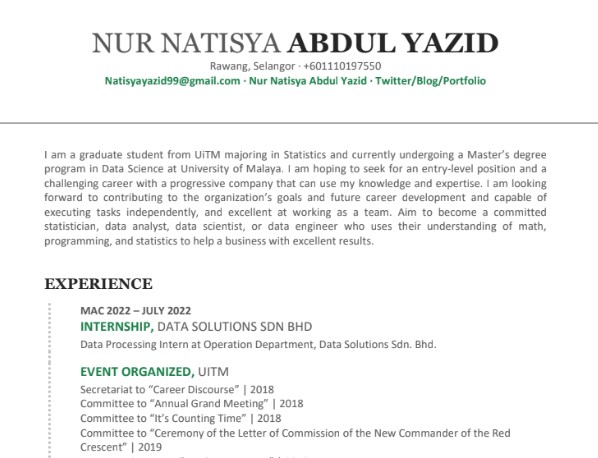 NUR NATISYA ABDUL YAZID
Rawang, Selangor · +601110197550
Natisyayazid99@gmail.com · Nur Natisya Abdul Yazid · Twitter/Blog/Portfolio
I am a graduate student from UiTM majoring in Statistics and currently undergoing a Master's degree
program in Data Science at University of Malaya. I am hoping to seek for an entry-level position and a
challenging career with a progressive company that can use my knowledge and expertise. I am looking
forward to contributing to the organization's goals and future career development and capable of
executing tasks independently, and excellent at working as a team. Aim to become a committed
statistician, data analyst, data scientist, or data engineer who uses their understanding of math,
programming, and statistics to help a business with excellent results.
EXPERIENCE
MAC 2022 – JULY 2022
INTERNSHIP, DATA SOLUTIONS SDN BHD
Data Processing Intern at Operation Department, Data Solutions Sdn. Bhd.
EVENT ORGANIZED, UITM
Secretariat to “Career Discourse” | 2018
Committee to “Annual Grand Meeting” | 2018
Committee to “It's Counting Time” | 2018
Committee to “Ceremony of the Letter of Commission of the New Commander of the Red
Crescent” | 2019